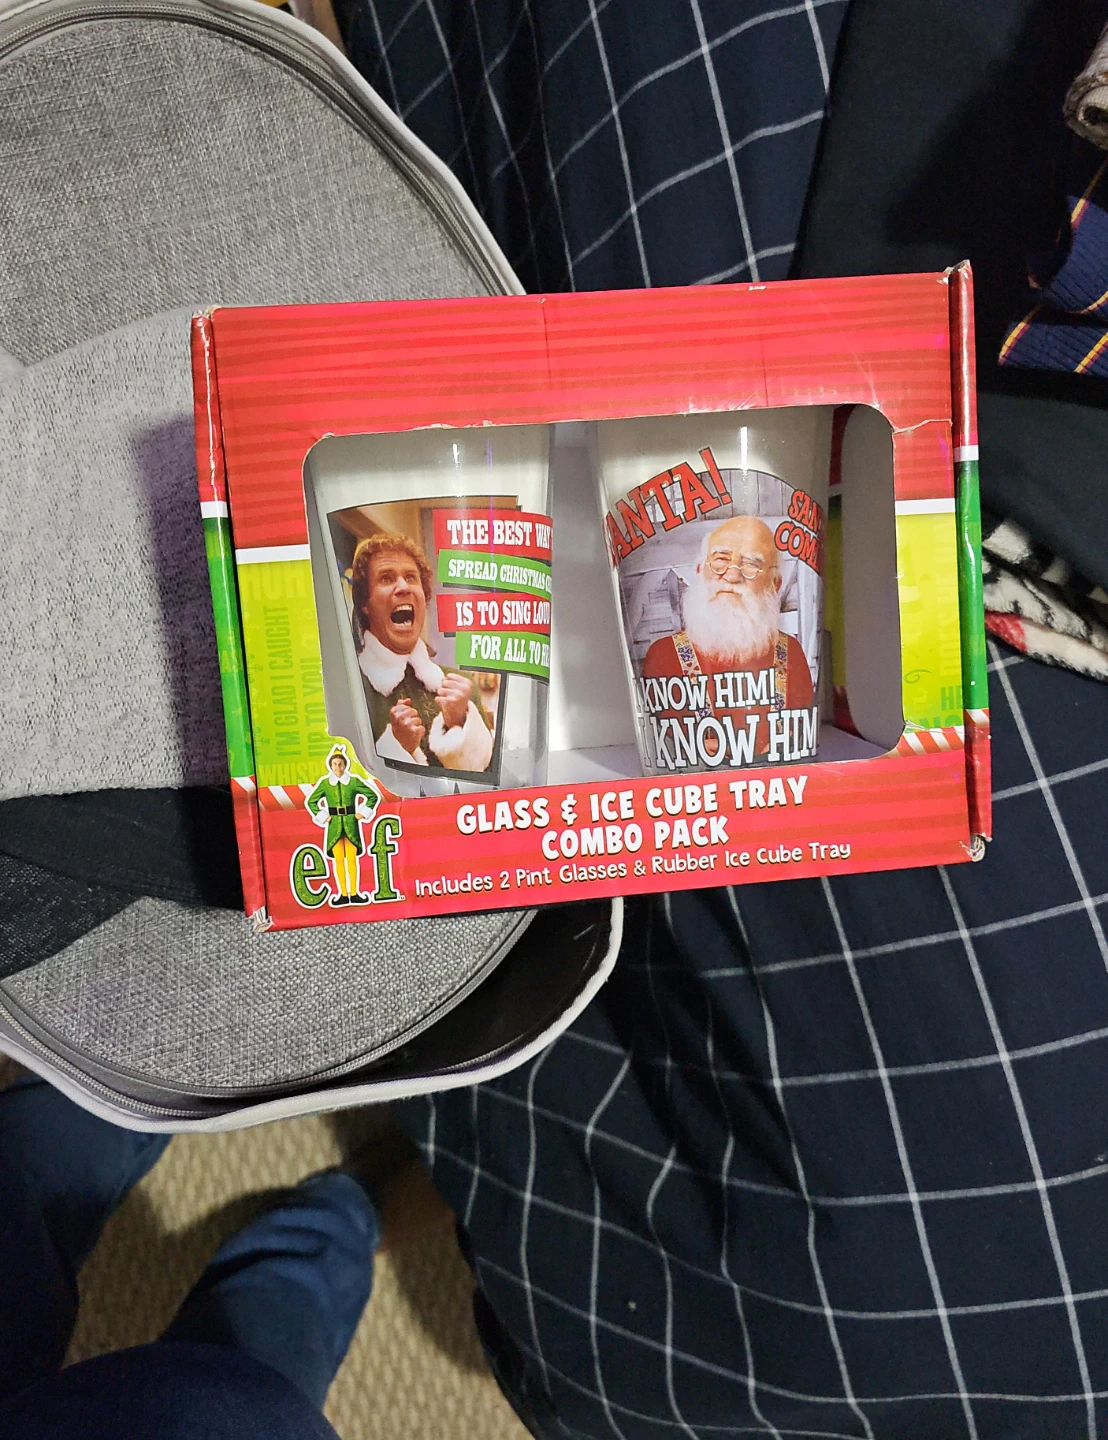 THE BEST WAY
SPREAD CHRISTMAS
IS TO SING LOUD
FOR ALL TO
SANTA!
KNOW HIM!
I KNOW HIM
I'M GLAD I CAUGHT
UP TO YOU
elf
GLASS & ICE CUBE TRAY
COMBO PACK
Includes 2 Pint Glasses & Rubber Ice Cube Tray